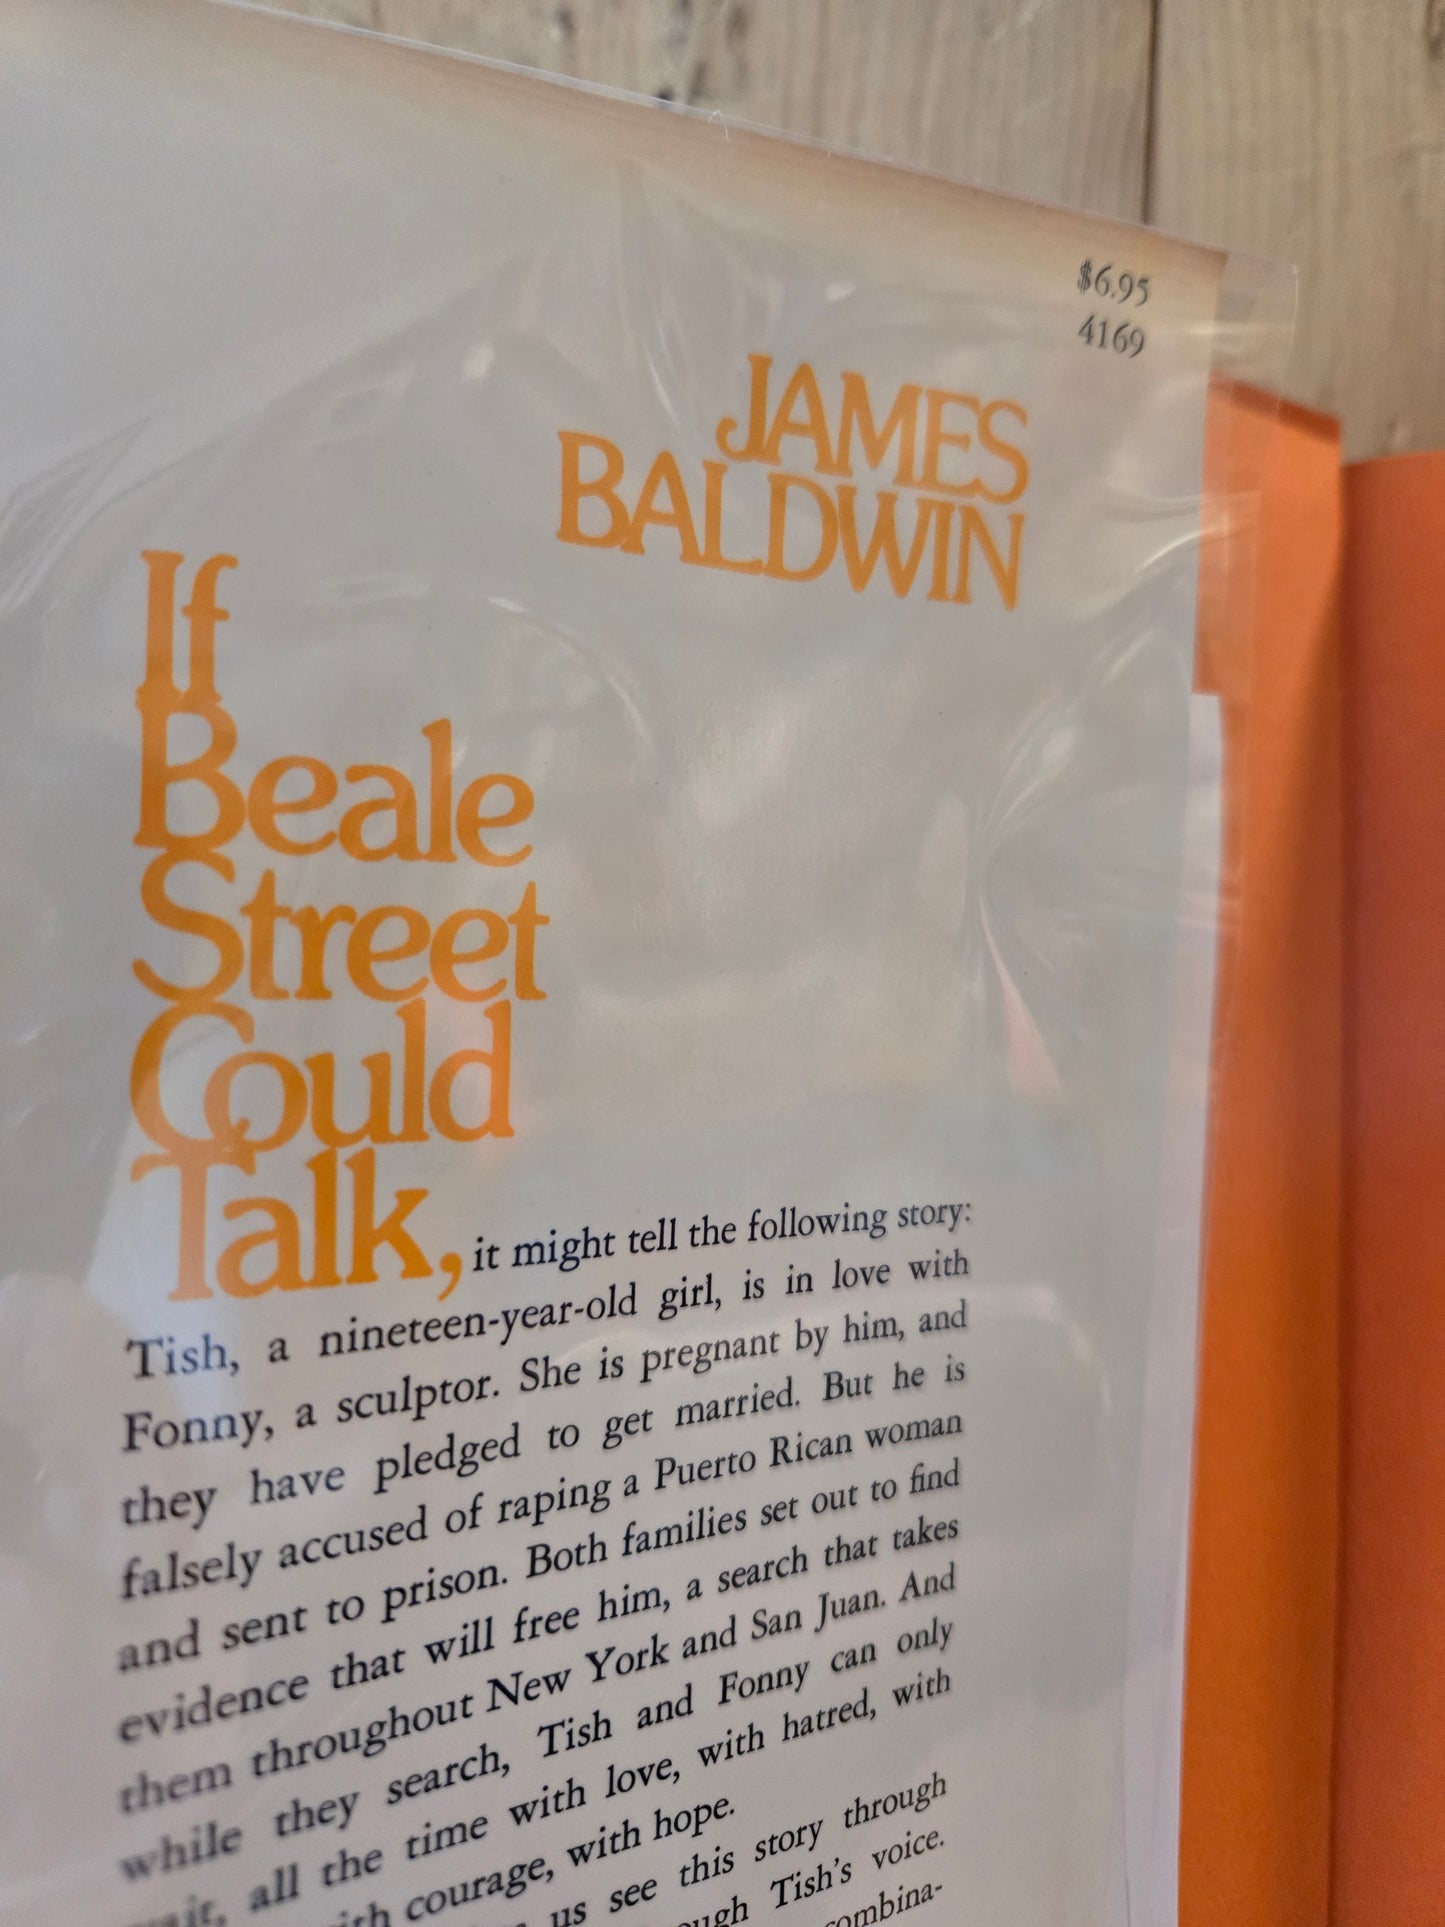 $6.95
4169
JAMES
BALDWIN
If
Beale
Street
Could
Talk, it might tell the following story:
Tish, a nineteen-year-old girl, is in love with
Fonny, a sculptor. She is pregnant by him, and
they have pledged to get married. But he is
falsely accused of raping a Puerto Rican woman
and sent to prison. Both families set out to find
evidence that will free him, a search that takes
them throughout New York and San Juan. And
while they search, Tish and Fonny can only
wait, all the time with love, with hatred, with
with courage, with hope.
us see this story through
Tish's voice.
combina-